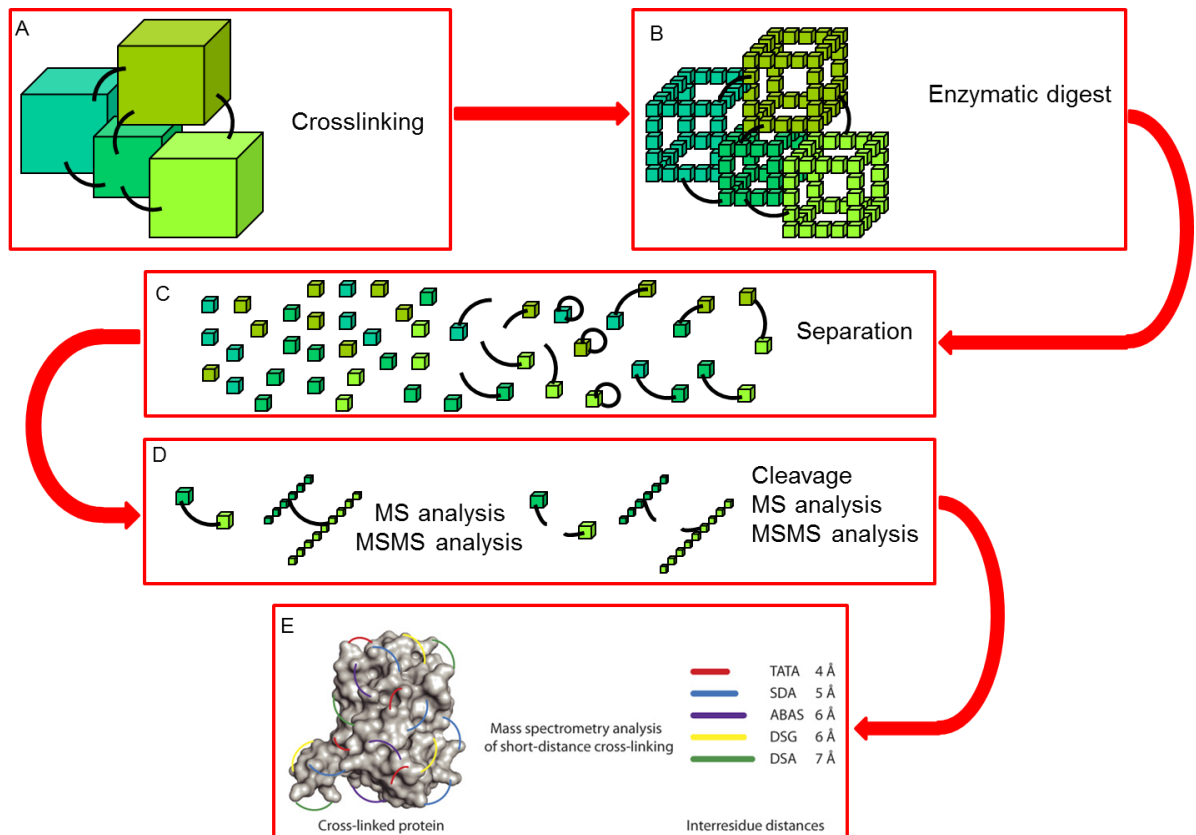 A
Crosslinking
B
Enzymatic digest
C
Separation
D
MS analysis
MSMS analysis
Cleavage
MS analysis
MSMS analysis
E
Mass spectrometry analysis
of short-distance cross-linking
TATA 4 Å
SDA 5 Å
ABAS 6 Å
DSG 6 Å
DSA 7 Å
Cross-linked protein
Interresidue distances